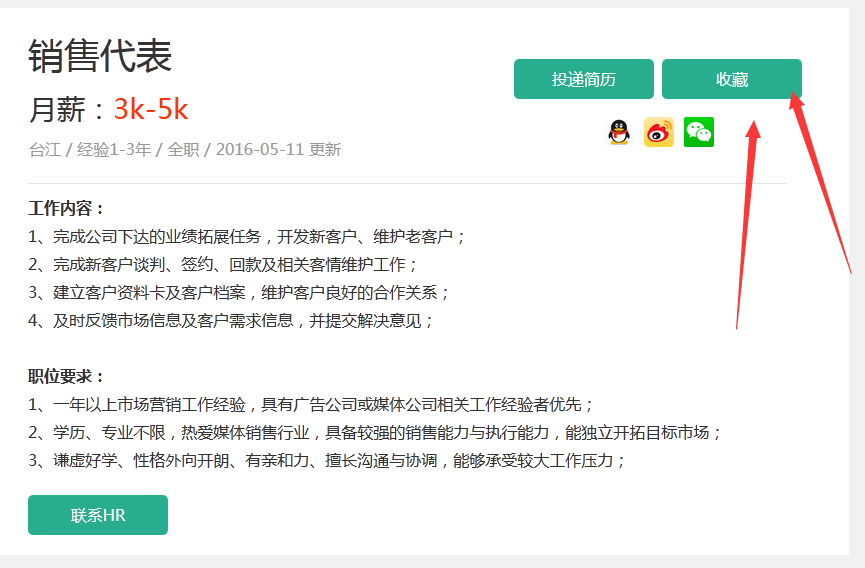 销售代表
投递简历
收藏
月薪：3k-5k
台江 / 经验1-3年 / 全职 / 2016-05-11 更新
工作内容：
1、完成公司下达的业绩拓展任务，开发新客户、维护老客户；
2、完成新客户谈判、签约、回款及相关客情维护工作；
3、建立客户资料卡及客户档案，维护客户良好的合作关系；
4、及时反馈市场信息及客户需求信息，并提交解决意见；
职位要求：
1、一年以上市场营销工作经验，具有广告公司或媒体公司相关工作经验者优先；
2、学历、专业不限，热爱媒体销售行业，具备较强的销售能力与执行能力，能独立开拓目标市场；
3、谦虚好学、性格外向开朗、有亲和力、擅长沟通与协调，能够承受较大工作压力；
联系HR